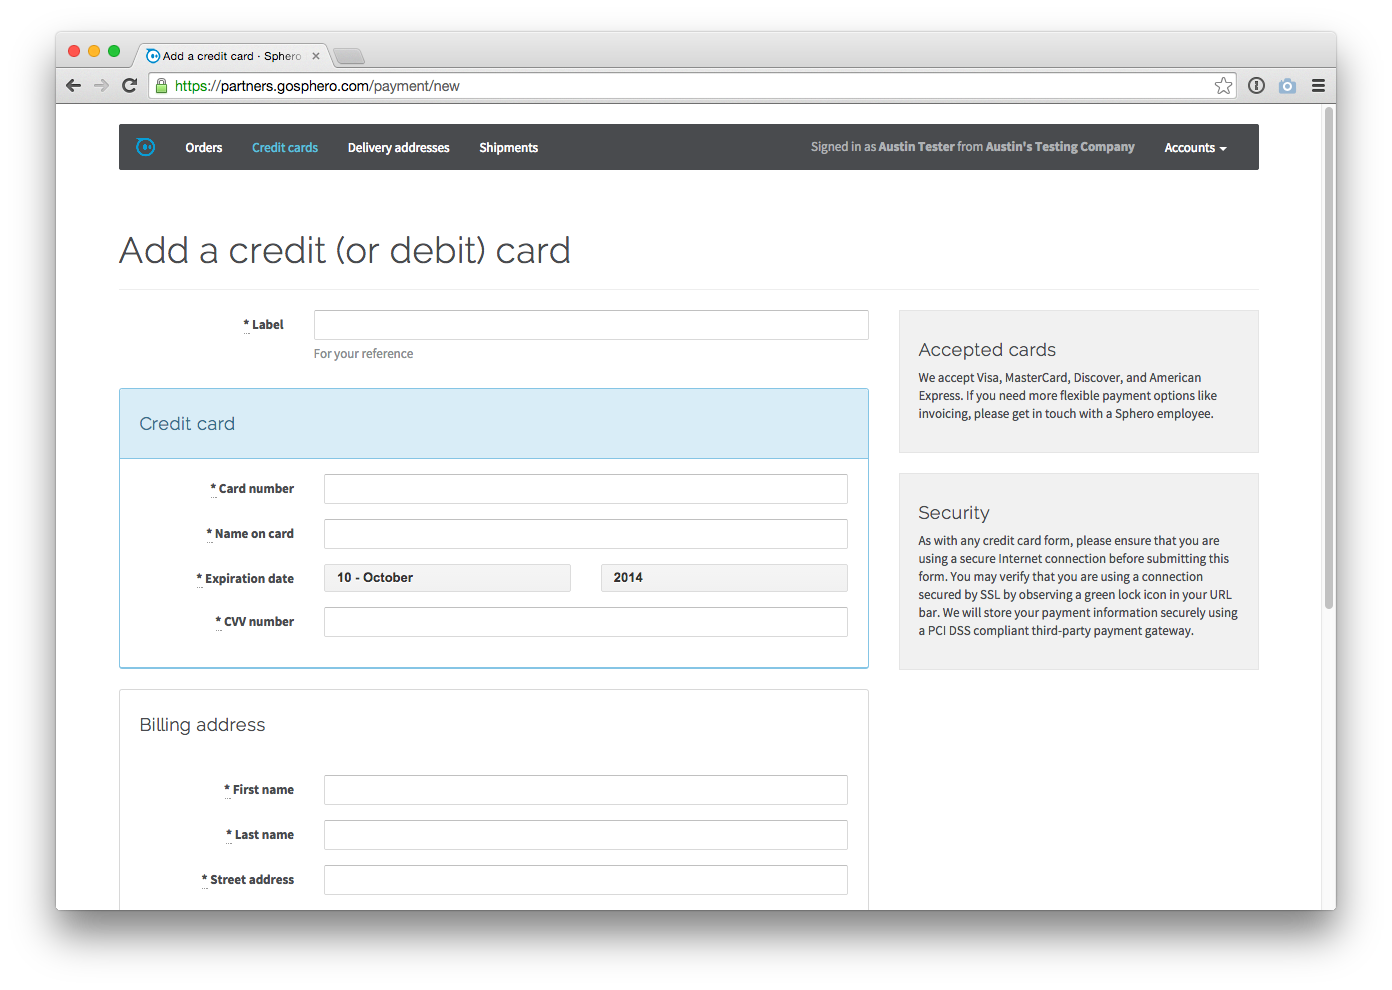 Add a credit card · Sphero
https://partners.gosphero.com/payment/new
Orders Credit cards Delivery addresses Shipments Signed in as Austin Tester from Austin's Testing Company Accounts
Add a credit (or debit) card
* Label
For your reference
Credit card
* Card number
* Name on card
* Expiration date 10 - October 2014
* CVV number
Billing address
* First name
* Last name
* Street address
Accepted cards
We accept Visa, MasterCard, Discover, and American
Express. If you need more flexible payment options like
invoicing, please get in touch with a Sphero employee.
Security
As with any credit card form, please ensure that you are
using a secure Internet connection before submitting this
form. You may verify that you are using a connection
secured by SSL by observing a green lock icon in your URL
bar. We will store your payment information securely using
a PCI DSS compliant third-party payment gateway.